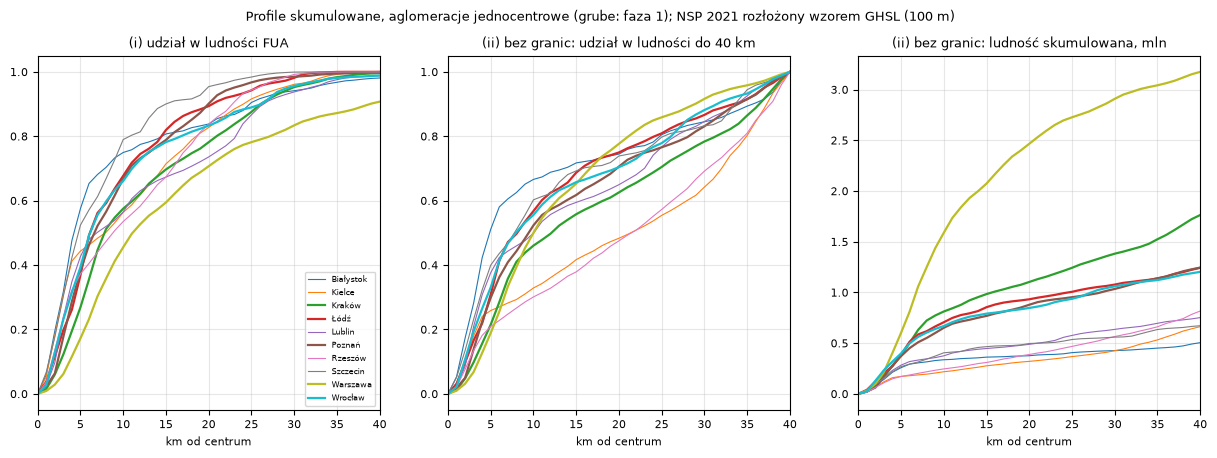 Profile skumulowane, aglomeracje jednocentrowe (grube: faza 1); NSP 2021 rozłożony wzorem GHSL (100 m)
(i) udział w ludności FUA
1.0
0.8
0.6
0.4
0.2
0.0
0 5 10 15 20 25 30 35 40
km od centrum
Białystok
Kielce
Kraków
Łódź
Lublin
Poznań
Rzeszów
Szczecin
Warszawa
Wrocław
(ii) bez granic: udział w ludności do 40 km
1.0
0.8
0.6
0.4
0.2
0.0
0 5 10 15 20 25 30 35 40
km od centrum
(ii) bez granic: ludność skumulowana, mln
3.0
2.5
2.0
1.5
1.0
0.5
0.0
0 5 10 15 20 25 30 35 40
km od centrum